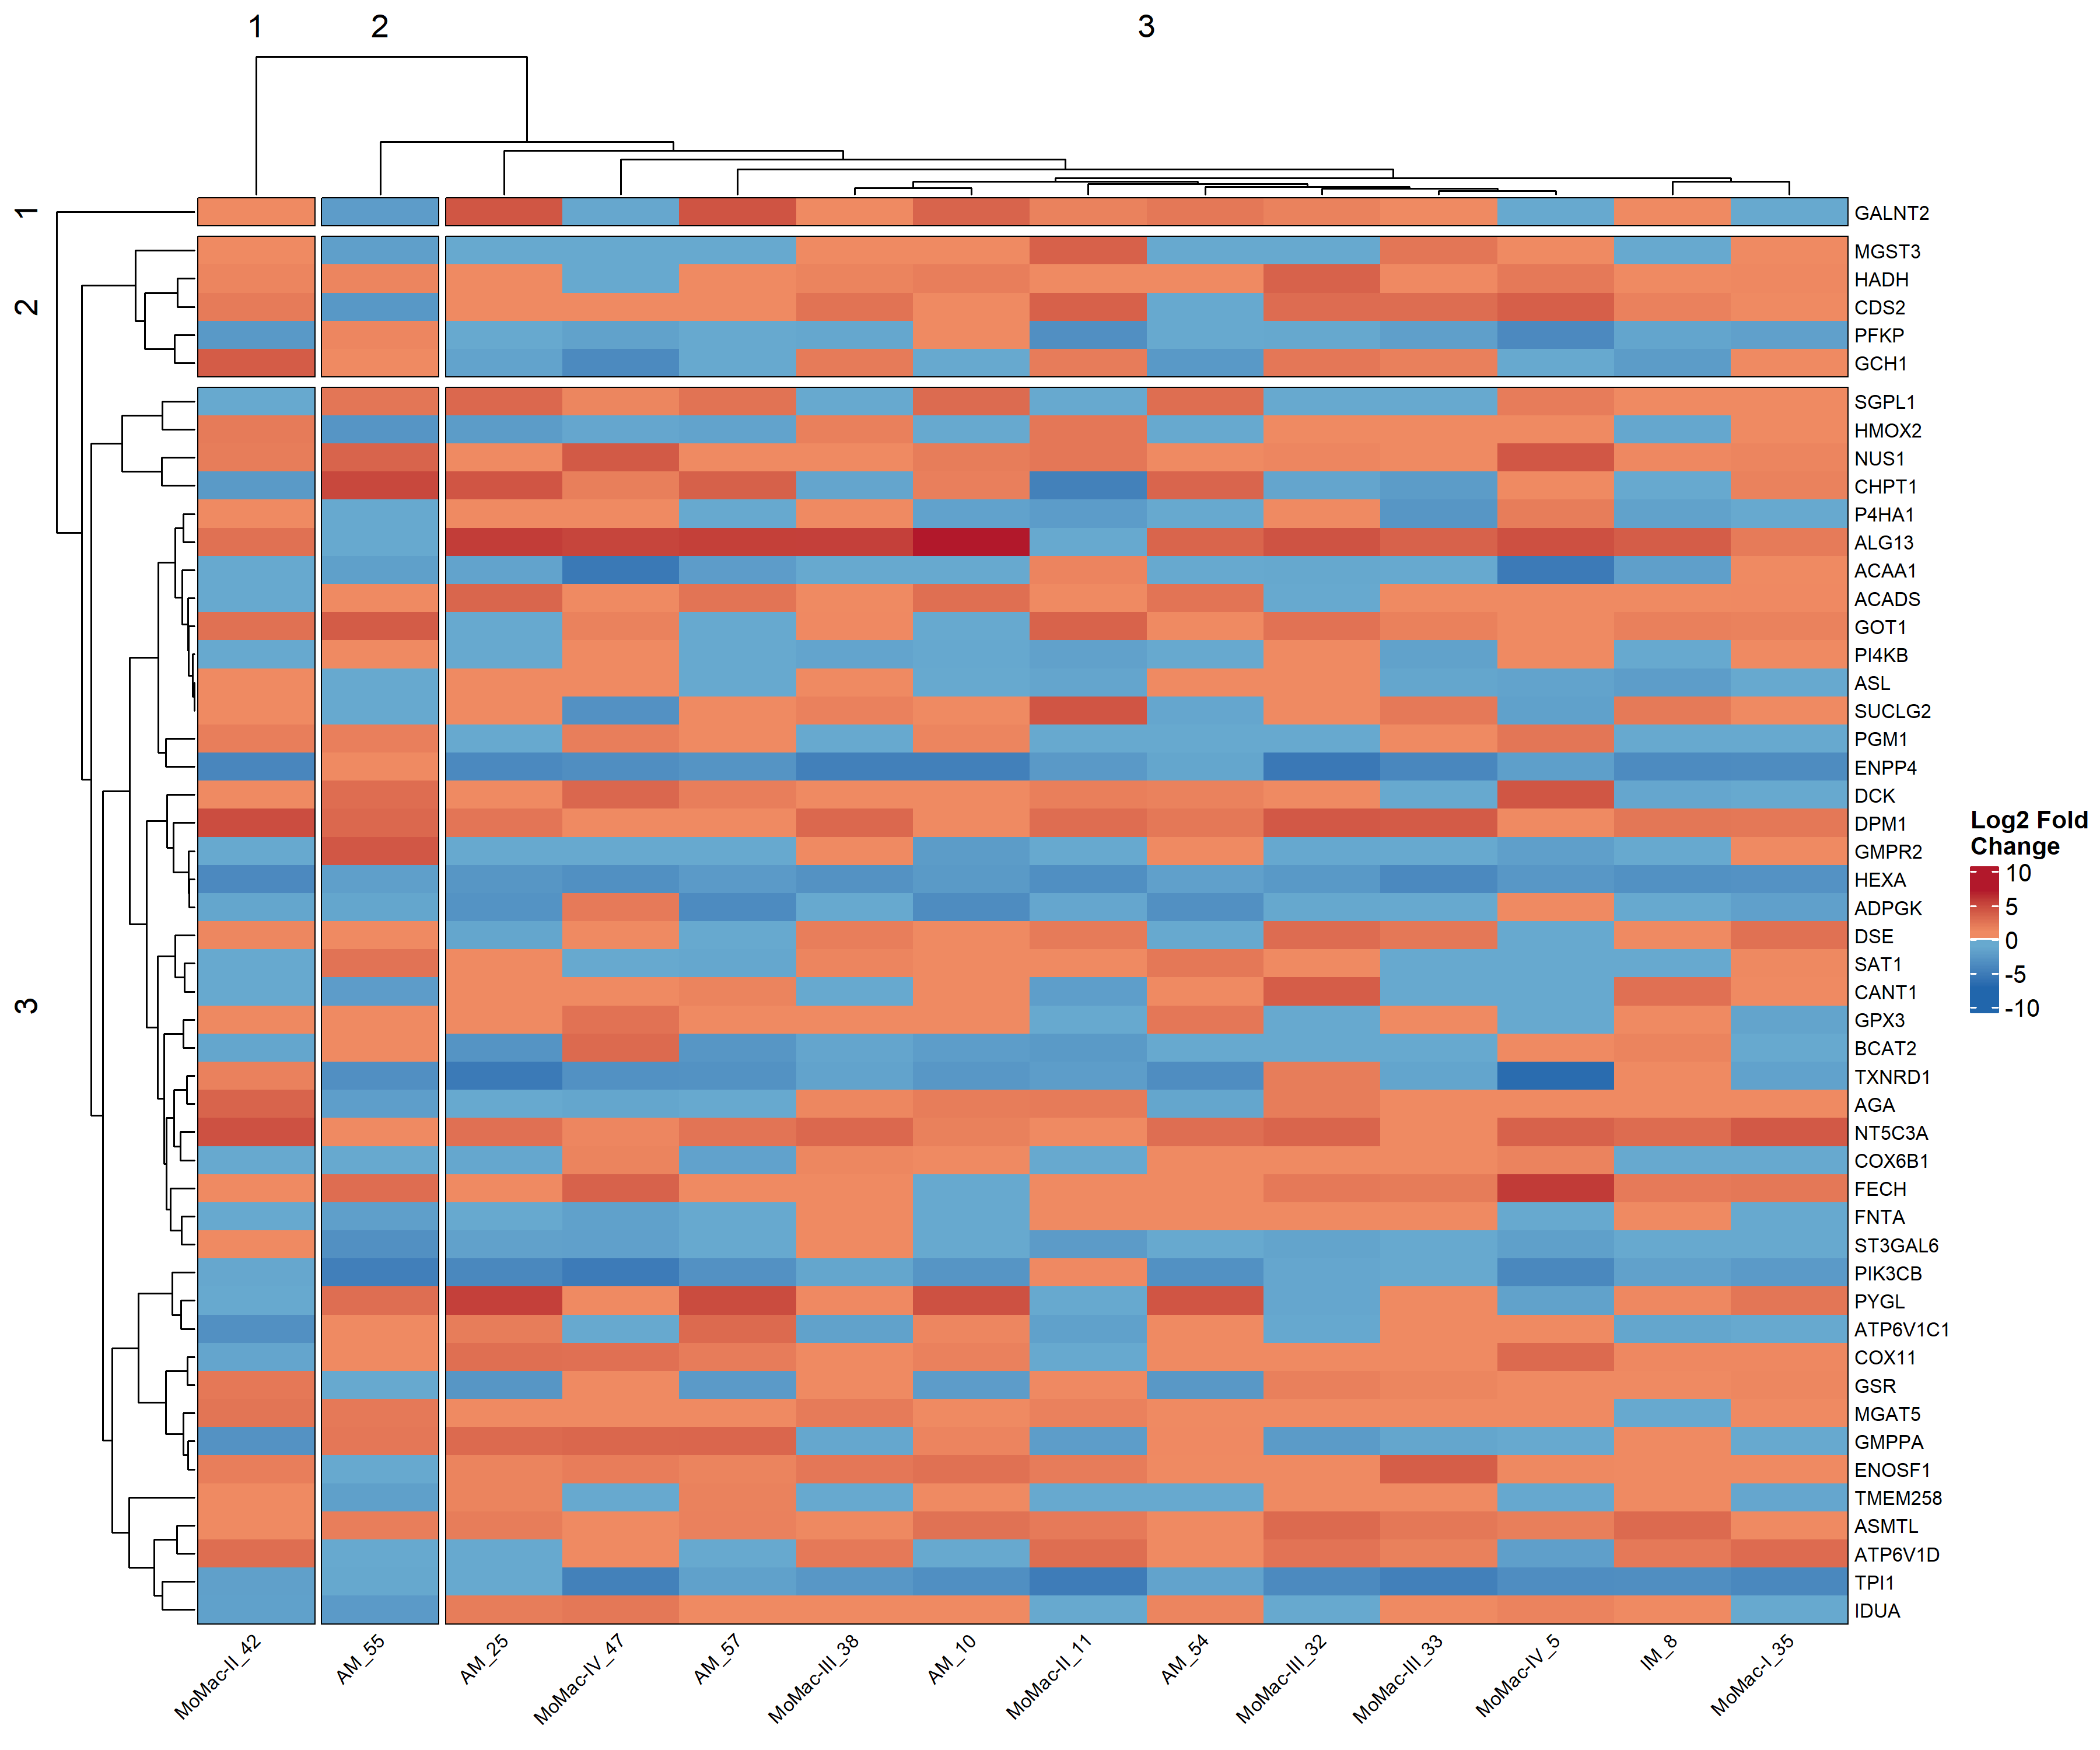 1 2 3
1
2
3
GALNT2
MGST3
HADH
CDS2
PFKP
GCH1
SGPL1
HMOX2
NUS1
CHPT1
P4HA1
ALG13
ACAA1
ACADS
GOT1
PI4KB
ASL
SUCLG2
PGM1
ENPP4
DCK
DPM1
GMPR2
HEXA
ADPGK
DSE
SAT1
CANT1
GPX3
BCAT2
TXNRD1
AGA
NT5C3A
COX6B1
FECH
FNTA
ST3GAL6
PIK3CB
PYGL
ATP6V1C1
COX11
GSR
MGAT5
GMPPA
ENOSF1
TMEM258
ASMTL
ATP6V1D
TPI1
IDUA
Log2 Fold
Change
10
5
0
-5
-10
MoMac-II_42
AM_55
AM_25
MoMac-IV_47
AM_57
MoMac-III_38
AM_10
MoMac-II_11
AM_54
MoMac-III_32
MoMac-III_33
MoMac-IV_5
IM_8
MoMac-I_35